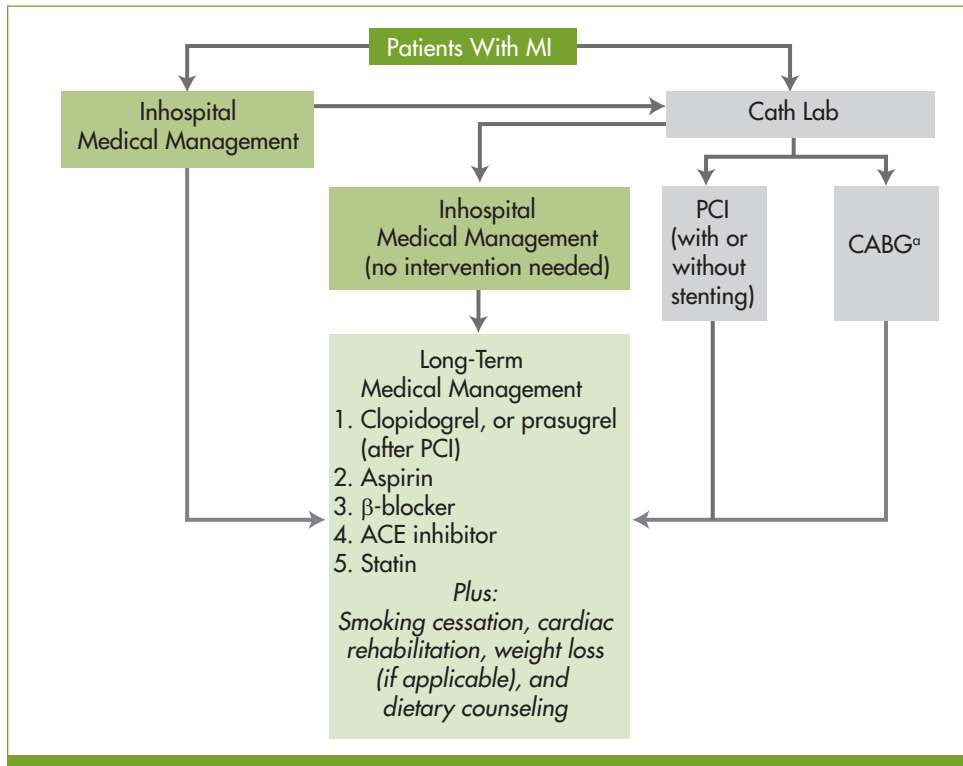 Patients With MI
Inhospital
Medical Management
Cath Lab
Inhospital
Medical Management
(no intervention needed)
PCI
(with or
without
stenting)
CABGᵃ
Long-Term
Medical Management
1. Clopidogrel, or prasugrel
(after PCI)
2. Aspirin
3. β-blocker
4. ACE inhibitor
5. Statin
Plus:
Smoking cessation, cardiac
rehabilitation, weight loss
(if applicable), and
dietary counseling